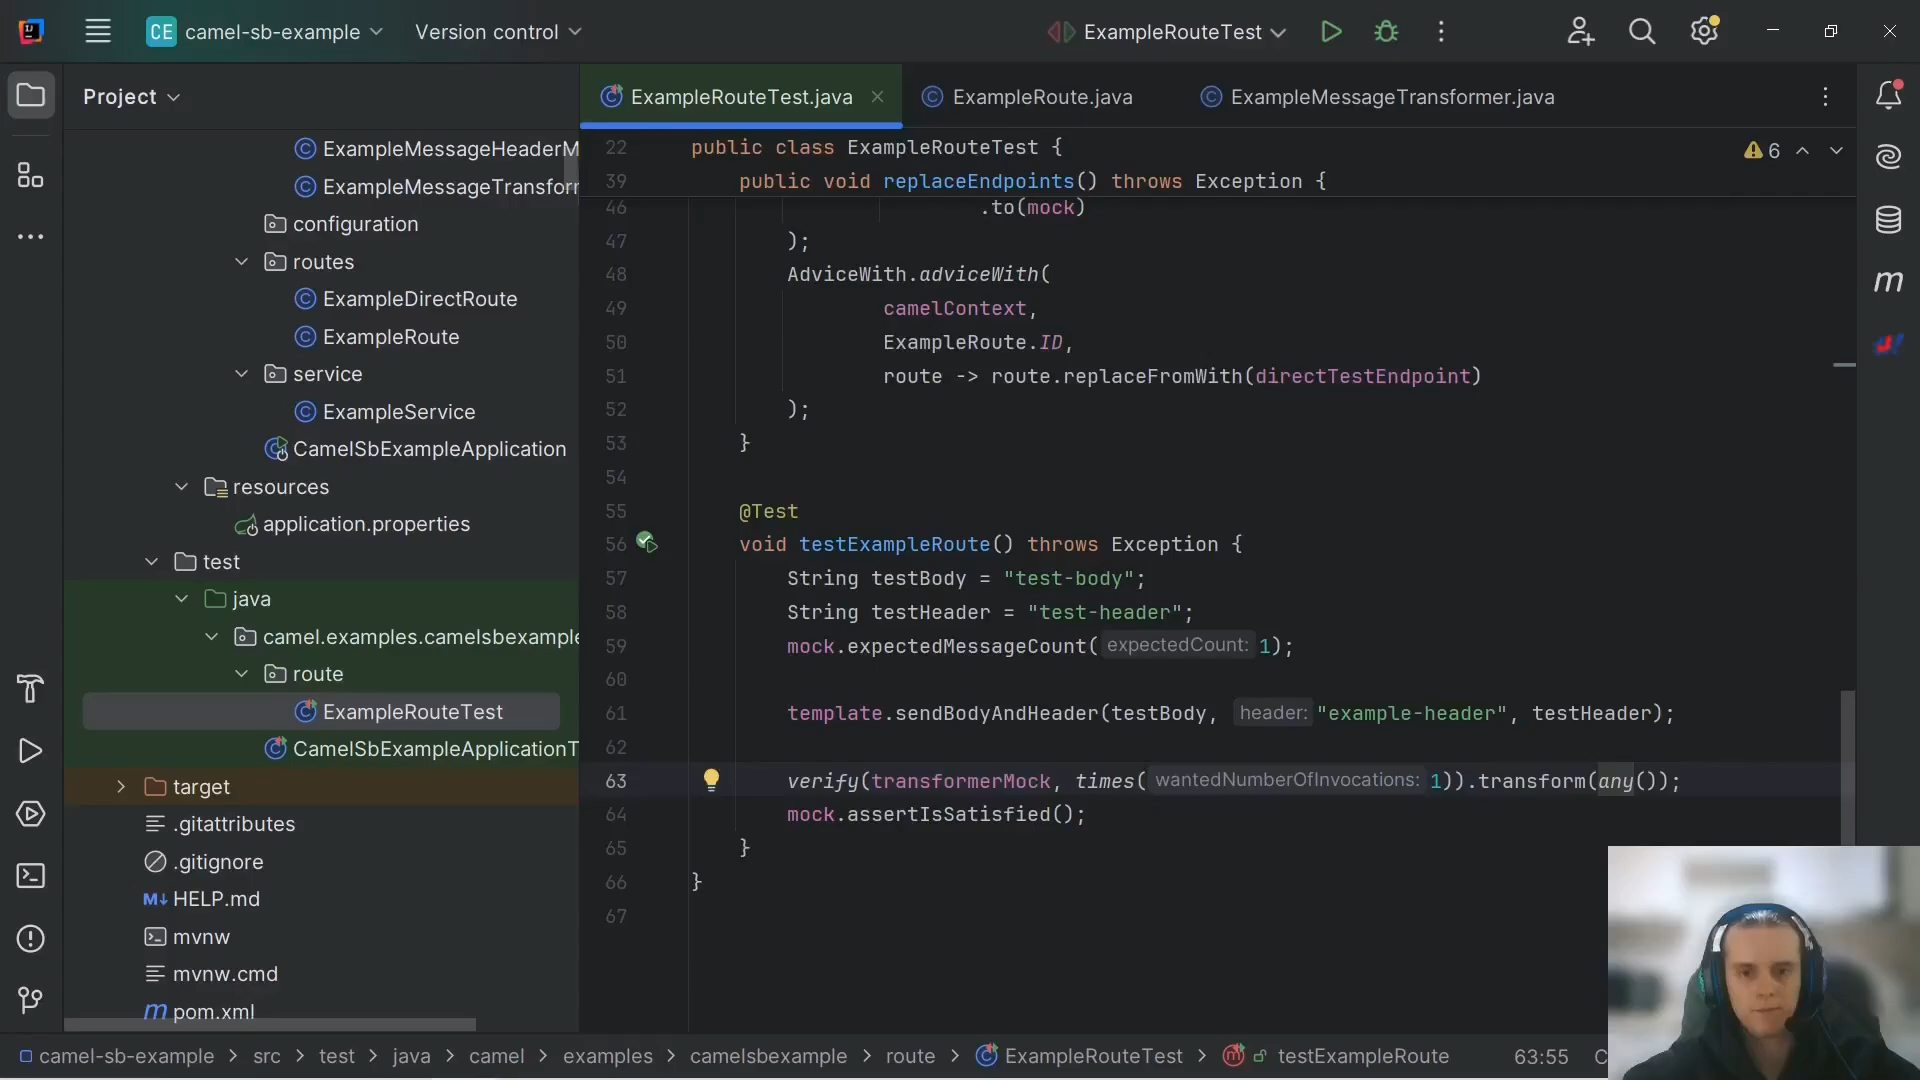 CE camel-sb-example Version control ExampleRouteTest
Project
ExampleRouteTest.java ExampleRoute.java ExampleMessageTransformer.java
ExampleMessageHeaderM
ExampleMessageTransfor
configuration
routes
ExampleDirectRoute
ExampleRoute
service
ExampleService
CamelSbExampleApplication
resources
application.properties
test
java
camel.examples.camelsbexample
route
ExampleRouteTest
CamelSbExampleApplicationT
target
.gitattributes
.gitignore
M↓ HELP.md
mvnw
mvnw.cmd
m pom.xml
22 public class ExampleRouteTest {
6
39 public void replaceEndpoints() throws Exception {
46 .to(mock)
47 );
48 AdviceWith.adviceWith(
49 camelContext,
50 ExampleRoute.ID,
51 route -> route.replaceFromWith(directTestEndpoint)
52 );
53 }
54
55 @Test
56 void testExampleRoute() throws Exception {
57 String testBody = "test-body";
58 String testHeader = "test-header";
59 mock.expectedMessageCount( expectedCount: 1);
60
61 template.sendBodyAndHeader(testBody, header: "example-header", testHeader);
62
63 verify(transformerMock, times( wantedNumberOfInvocations: 1)).transform(any());
64 mock.assertIsSatisfied();
65 }
66 }
67
m
camel-sb-example > src > test > java > camel > examples > camelsbexample > route > ExampleRouteTest > m testExampleRoute 63:55 C